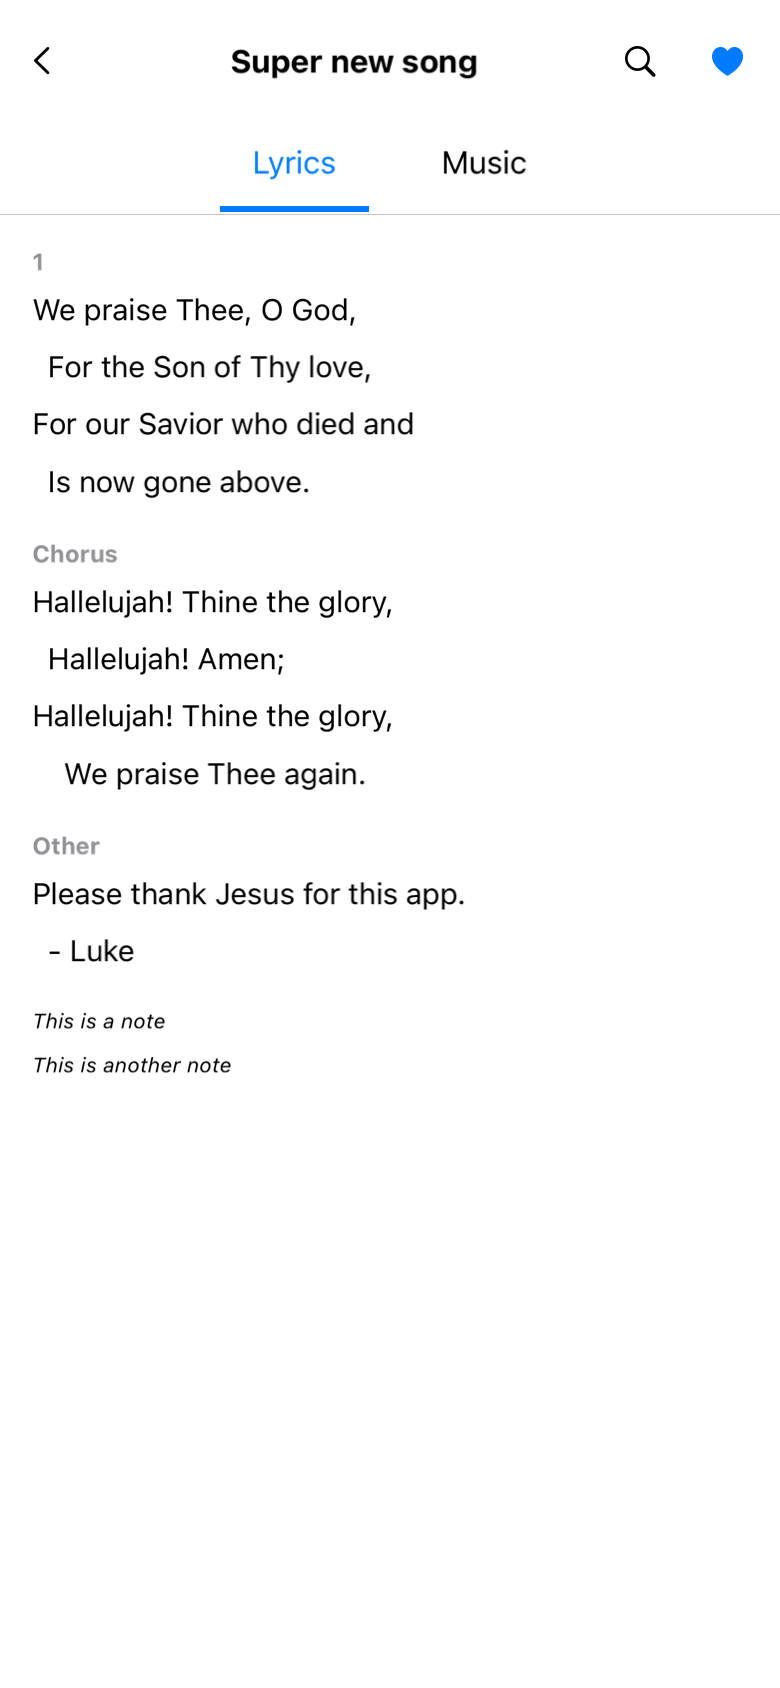 Super new song
Lyrics Music
1
We praise Thee, O God,
For the Son of Thy love,
For our Savior who died and
Is now gone above.
Chorus
Hallelujah! Thine the glory,
Hallelujah! Amen;
Hallelujah! Thine the glory,
We praise Thee again.
Other
Please thank Jesus for this app.
- Luke
This is a note
This is another note